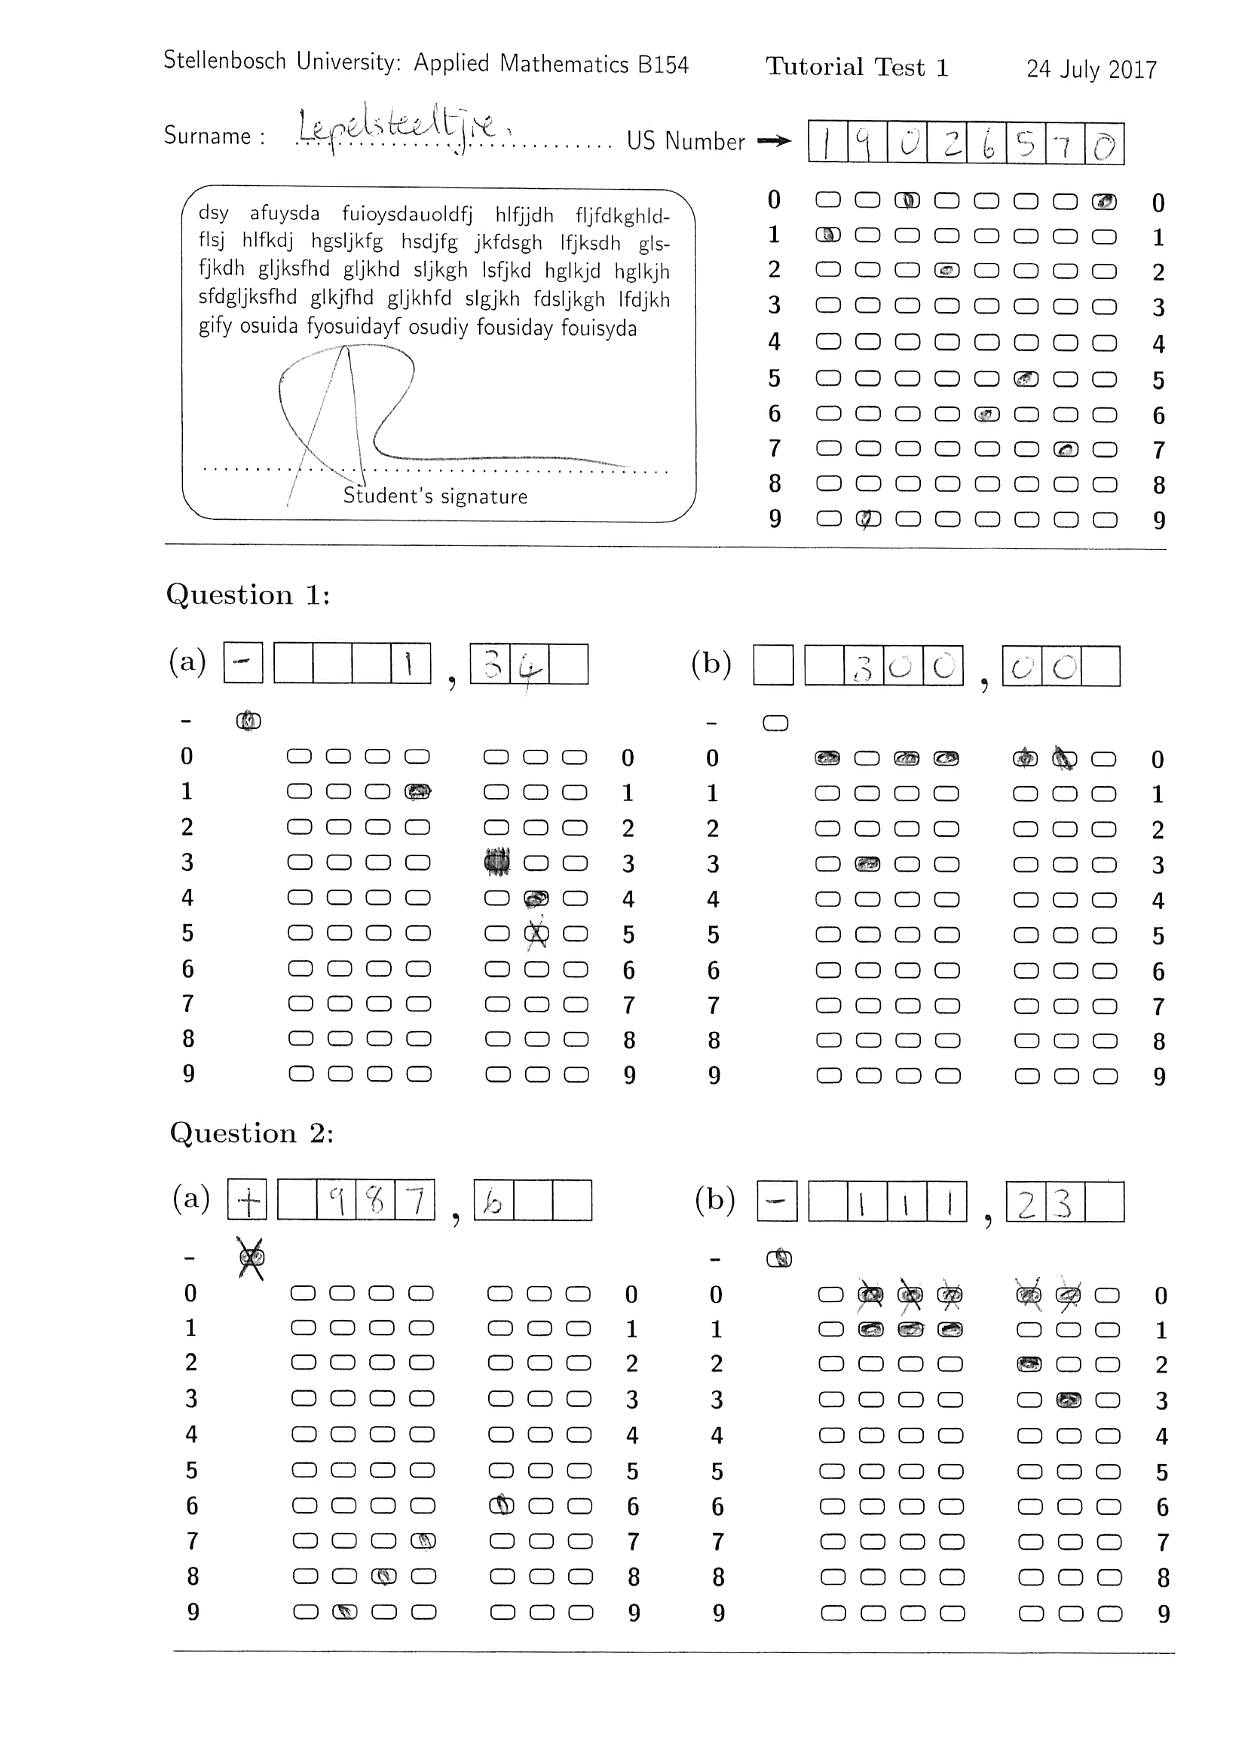 Stellenbosch University: Applied Mathematics B154 Tutorial Test 1 24 July 2017
Surname : Lepelsteeltjie. US Number → 1 9 0 2 6 5 7 0
dsy afuysda fuioysdauoldfj hlfjjdh fljfdkghld-
flsj hlfkdj hgsljkfg hsdjfg jkfdsgh lfjksdh gls-
fjkdh gljksfhd gljkhd sljkgh lsfjkd hglkjd hglkjh
sfdgljksfhd glkjfhd gljkhfd slgjkh fdsljkgh lfdjkh
gify osuida fyosuidayf osudiy fousiday fouisyda
Student's signature
0 0
1 1
2 2
3 3
4 4
5 5
6 6
7 7
8 8
9 9
Question 1:
(a) - 1 , 3 4 (b) 3 0 0 , 0 0
- -
0 0 0 0
1 1 1 1
2 2 2 2
3 3 3 3
4 4 4 4
5 5 5 5
6 6 6 6
7 7 7 7
8 8 8 8
9 9 9 9
Question 2:
(a) + 9 8 7 , 6 (b) - 1 1 1 , 2 3
- -
0 0 0 0
1 1 1 1
2 2 2 2
3 3 3 3
4 4 4 4
5 5 5 5
6 6 6 6
7 7 7 7
8 8 8 8
9 9 9 9